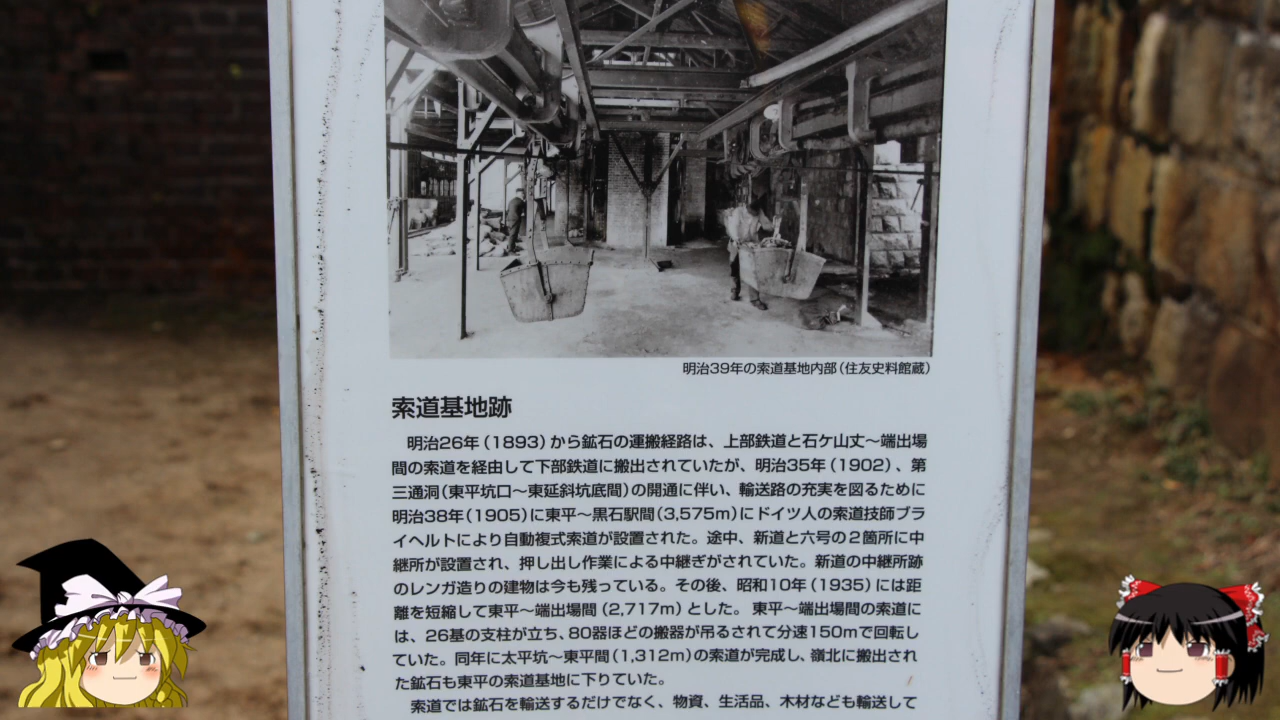 明治39年の索道基地内部(住友史料館蔵)
索道基地跡
明治26年(1893)から鉱石の運搬経路は、上部鉄道と石ケ山丈〜端出場
間の索道を経由して下部鉄道に搬出されていたが、明治35年(1902)、第
三通洞(東平坑口〜東延斜坑底間)の開通に伴い、輸送路の充実を図るために
明治38年(1905)に東平〜黒石駅間(3,575m)にドイツ人の索道技師ブラ
イヘルトにより自動複式索道が設置された。途中、新道と六号の2箇所に中
継所が設置され、押し出し作業による中継ぎがされていた。新道の中継所跡
のレンガ造りの建物は今も残っている。その後、昭和10年(1935)には距
離を短縮して東平〜端出場間(2,717m)とした。東平〜端出場間の索道に
は、26基の支柱が立ち、80器ほどの搬器が吊るされて分速150mで回転し
ていた。同年に太平坑〜東平間(1,312m)の索道が完成し、嶺北に搬出され
た鉱石も東平の索道基地に下りていた。
索道では鉱石を輸送するだけでなく、物資、生活品、木材なども輸送して